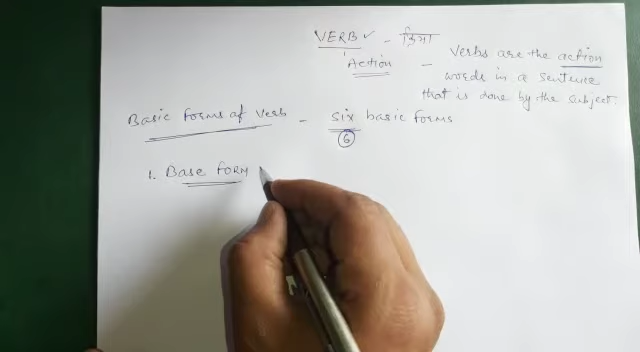 VERB ✓ - क्रिया
Action - Verbs are the action
words in a sentence
that is done by the subject.
Basic forms of Verb - six basic forms
6
1. Base FORM